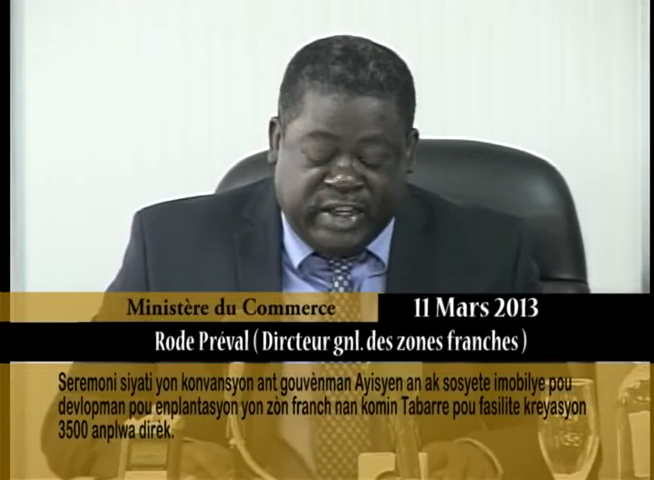 Ministère du Commerce
11 Mars 2013
Rode Préval ( Dircteur gnl. des zones franches )
Seremoni siyati yon konvansyon ant gouvènman Ayisyen an ak sosyete imobilye pou
devlopman pou enplantasyon yon zòn franch nan komin Tabarre pou fasilite kreyasyon
3500 anplwa dirèk.